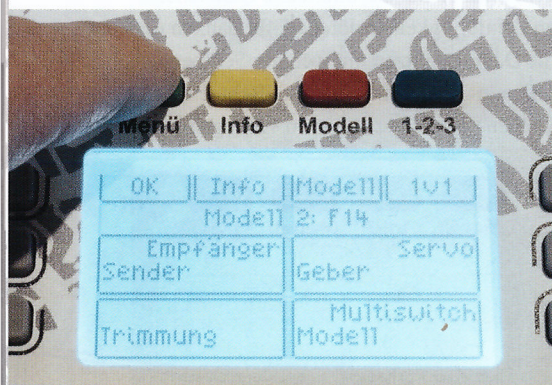 Menü Info Modell 1-2-3
OK Info Modell 1v1
Modell 2: F14
Empfänger Servo
Sender Geber
Multiswitch
Trimmung Modell